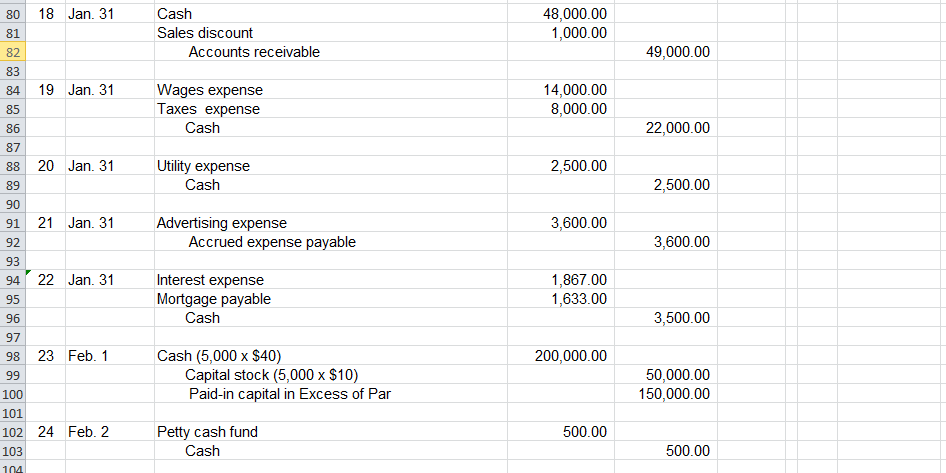 80 18 Jan. 31 Cash 48,000.00
81 Sales discount 1,000.00
82 Accounts receivable 49,000.00
83
84 19 Jan. 31 Wages expense 14,000.00
85 Taxes expense 8,000.00
86 Cash 22,000.00
87
88 20 Jan. 31 Utility expense 2,500.00
89 Cash 2,500.00
90
91 21 Jan. 31 Advertising expense 3,600.00
92 Accrued expense payable 3,600.00
93
94 22 Jan. 31 Interest expense 1,867.00
95 Mortgage payable 1,633.00
96 Cash 3,500.00
97
98 23 Feb. 1 Cash (5,000 x $40) 200,000.00
99 Capital stock (5,000 x $10) 50,000.00
100 Paid-in capital in Excess of Par 150,000.00
101
102 24 Feb. 2 Petty cash fund 500.00
103 Cash 500.00
104